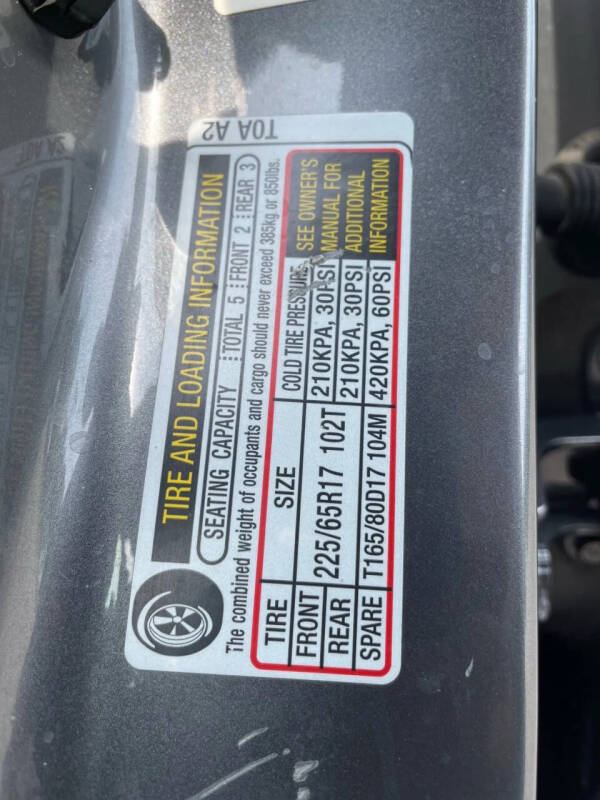 T0A A2
TIRE AND LOADING INFORMATION
SEATING CAPACITY TOTAL 5 FRONT 2 REAR 3
The combined weight of occupants and cargo should never exceed 385kg or 850lbs.
TIRE SIZE COLD TIRE PRESSURE SEE OWNER'S
FRONT 225/65R17 102T 210KPA, 30PSI MANUAL FOR
REAR 210KPA, 30PSI ADDITIONAL
SPARE T165/80D17 104M 420KPA, 60PSI INFORMATION